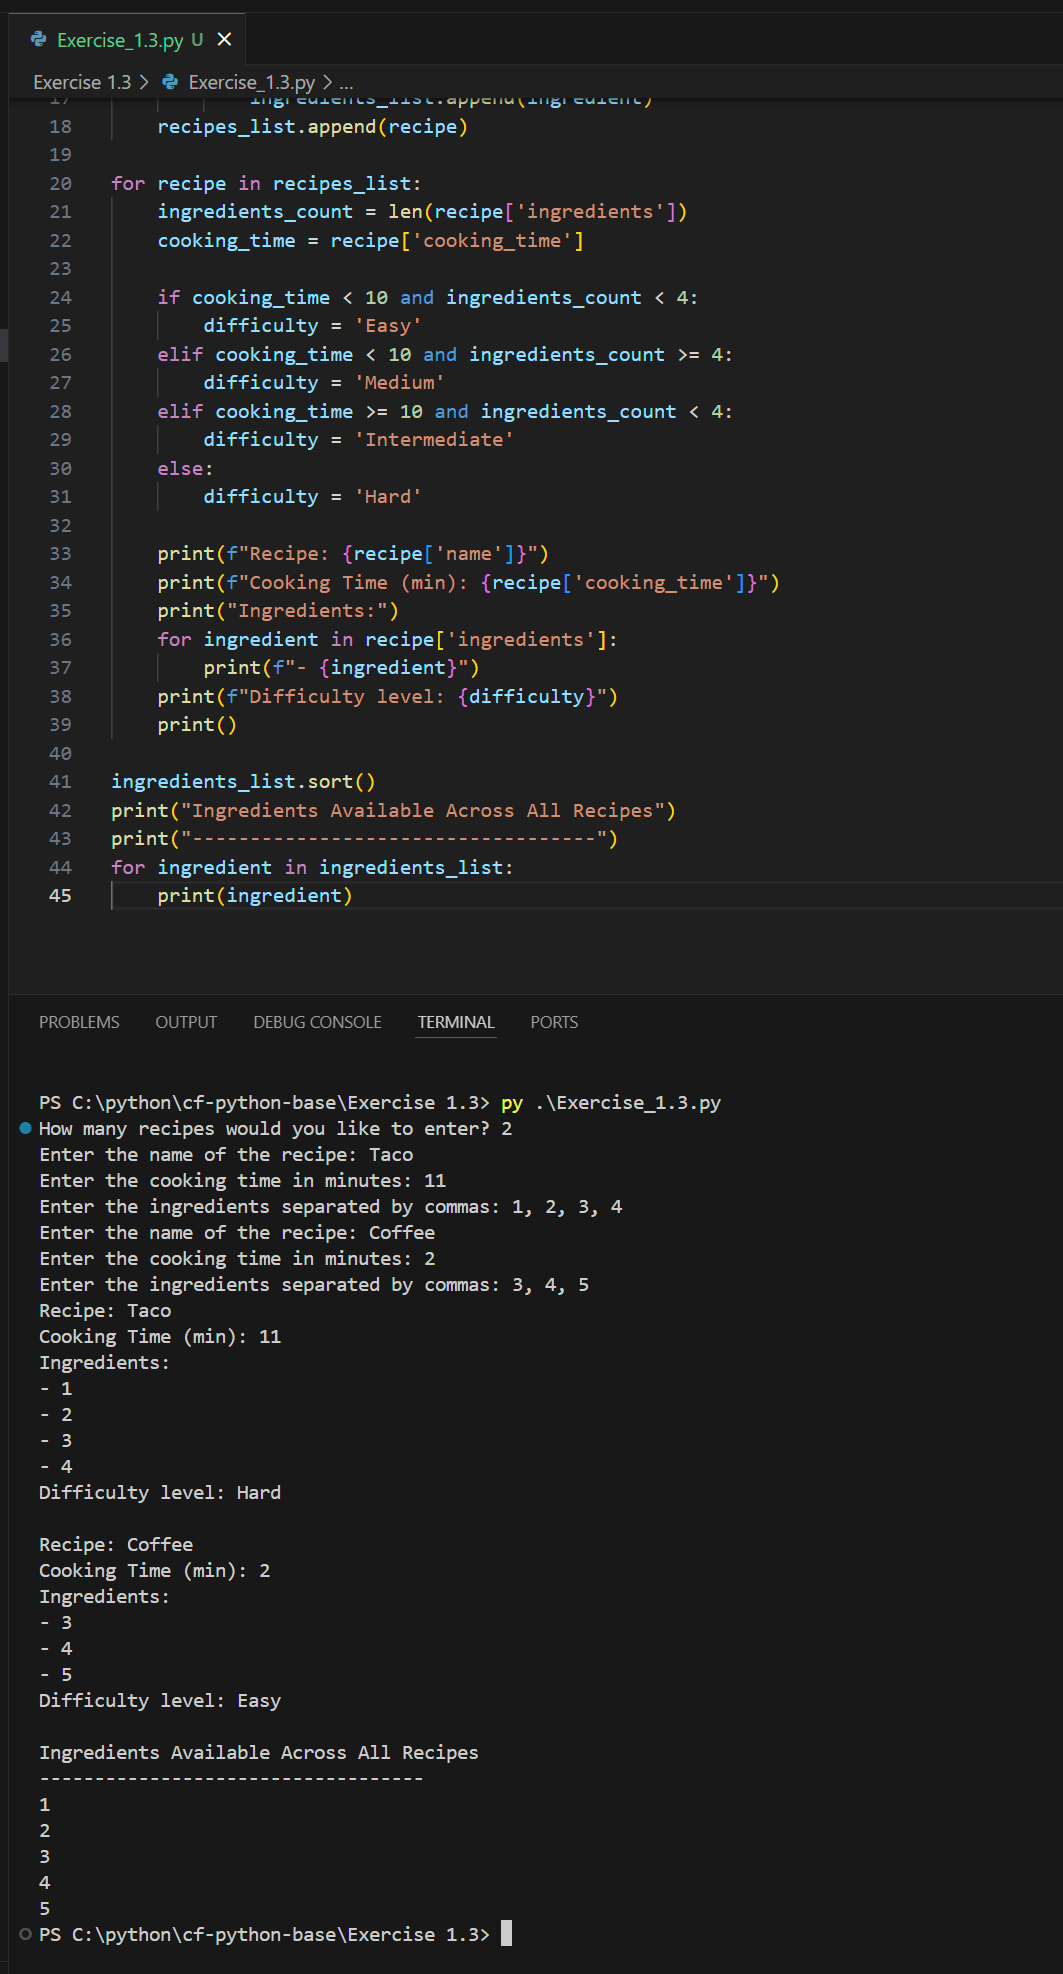 Exercise_1.3.py U ×
Exercise 1.3 > Exercise_1.3.py > ...
17 ingredients_list.append(ingredient)
18 recipes_list.append(recipe)
19
20 for recipe in recipes_list:
21     ingredients_count = len(recipe['ingredients'])
22     cooking_time = recipe['cooking_time']
23
24     if cooking_time < 10 and ingredients_count < 4:
25         difficulty = 'Easy'
26     elif cooking_time < 10 and ingredients_count >= 4:
27         difficulty = 'Medium'
28     elif cooking_time >= 10 and ingredients_count < 4:
29         difficulty = 'Intermediate'
30     else:
31         difficulty = 'Hard'
32
33     print(f"Recipe: {recipe['name']}")
34     print(f"Cooking Time (min): {recipe['cooking_time']}")
35     print("Ingredients:")
36     for ingredient in recipe['ingredients']:
37         print(f"- {ingredient}")
38     print(f"Difficulty level: {difficulty}")
39     print()
40
41 ingredients_list.sort()
42 print("Ingredients Available Across All Recipes")
43 print("-----------------------------------")
44 for ingredient in ingredients_list:
45     print(ingredient)
PROBLEMS OUTPUT DEBUG CONSOLE TERMINAL PORTS
PS C:\python\cf-python-base\Exercise 1.3> py .\Exercise_1.3.py
How many recipes would you like to enter? 2
Enter the name of the recipe: Taco
Enter the cooking time in minutes: 11
Enter the ingredients separated by commas: 1, 2, 3, 4
Enter the name of the recipe: Coffee
Enter the cooking time in minutes: 2
Enter the ingredients separated by commas: 3, 4, 5
Recipe: Taco
Cooking Time (min): 11
Ingredients:
- 1
- 2
- 3
- 4
Difficulty level: Hard

Recipe: Coffee
Cooking Time (min): 2
Ingredients:
- 3
- 4
- 5
Difficulty level: Easy

Ingredients Available Across All Recipes
-----------------------------------
1
2
3
4
5
PS C:\python\cf-python-base\Exercise 1.3>